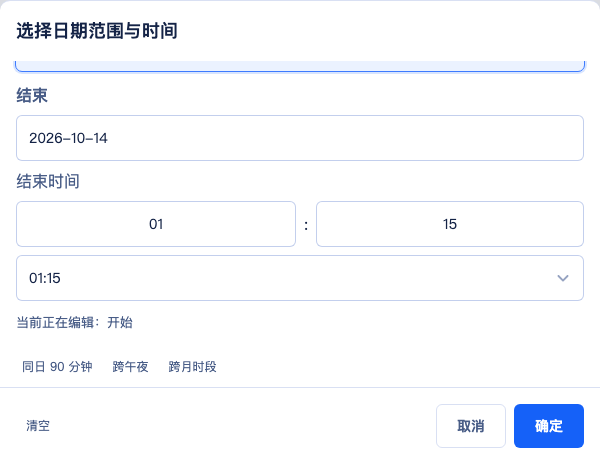 选择日期范围与时间
结束
2026-10-14
结束时间
01 : 15
01:15
当前正在编辑：开始
同日 90 分钟 跨午夜 跨月时段
清空 取消 确定